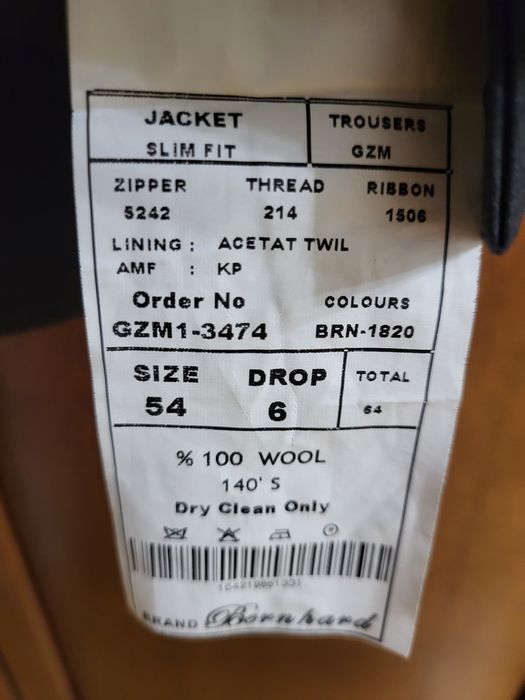 JACKET TROUSERS
SLIM FIT GZM
ZIPPER THREAD RIBBON
5242 214 1506
LINING : ACETAT TWIL
AMF : KP
Order No COLOURS
GZM1-3474 BRN-1820
SIZE DROP TOTAL
54 6 64
% 100 WOOL
140' S
Dry Clean Only
BRAND Bernhard